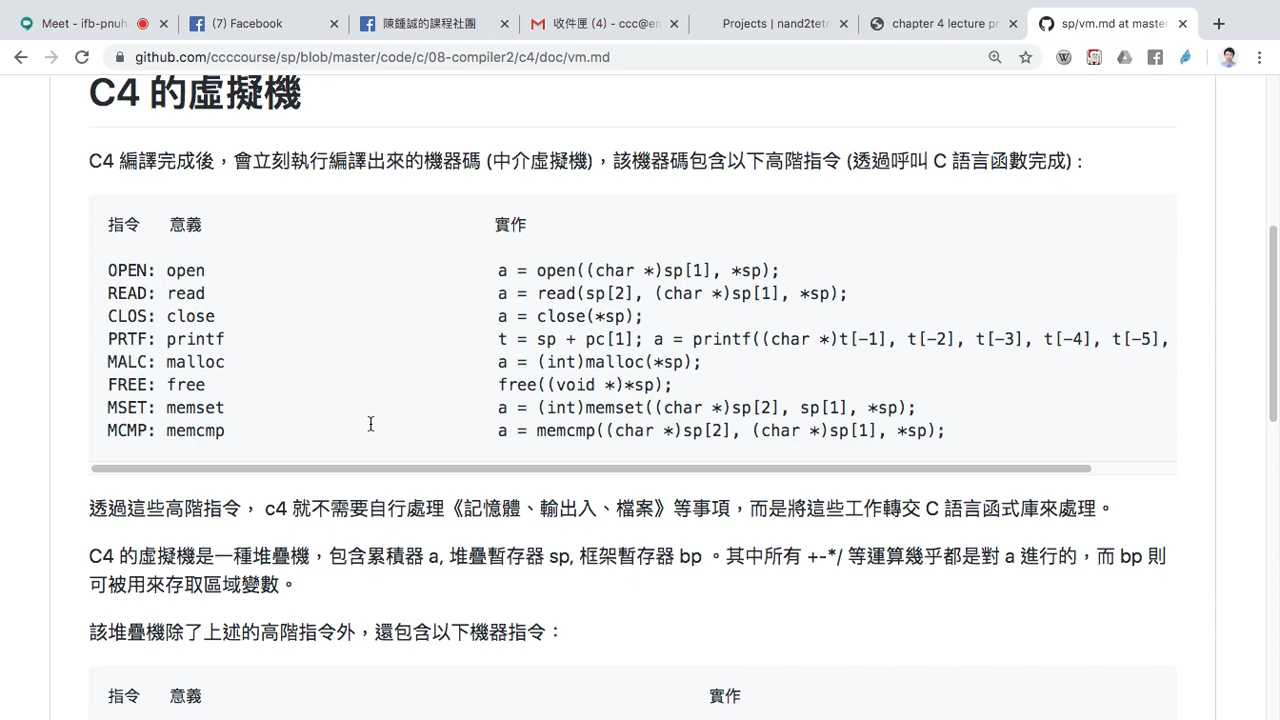 Meet - ifb-pnuh-
(7) Facebook
陳鍾誠的課程社團
收件匣 (4) - ccc@en
Projects | nand2tetr
chapter 4 lecture pr
sp/vm.md at master
github.com/ccccourse/sp/blob/master/code/c/08-compiler2/c4/doc/vm.md
C4 的虛擬機
C4 編譯完成後，會立刻執行編譯出來的機器碼 (中介虛擬機)，該機器碼包含以下高階指令 (透過呼叫 C 語言函數完成) :
指令 意義 實作
OPEN: open a = open((char *)sp[1], *sp);
READ: read a = read(sp[2], (char *)sp[1], *sp);
CLOS: close a = close(*sp);
PRTF: printf t = sp + pc[1]; a = printf((char *)t[-1], t[-2], t[-3], t[-4], t[-5],
MALC: malloc a = (int)malloc(*sp);
FREE: free free((void *)*sp);
MSET: memset a = (int)memset((char *)sp[2], sp[1], *sp);
MCMP: memcmp a = memcmp((char *)sp[2], (char *)sp[1], *sp);
透過這些高階指令， c4 就不需要自行處理《記憶體、輸出入、檔案》等事項，而是將這些工作轉交 C 語言函式庫來處理。
C4 的虛擬機是一種堆疊機，包含累積器 a, 堆疊暫存器 sp, 框架暫存器 bp 。其中所有 +-*/ 等運算幾乎都是對 a 進行的，而 bp 則
可被用來存取區域變數。
該堆疊機除了上述的高階指令外，還包含以下機器指令：
指令 意義 實作